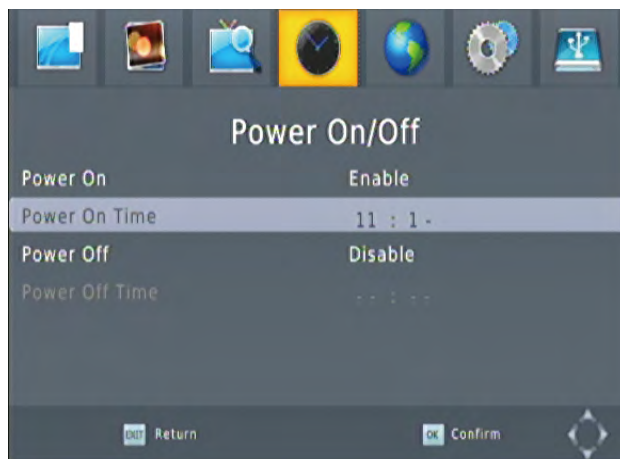 Power On/Off
Power On Enable
Power On Time 11 : 1 -
Power Off Disable
Power Off Time - - : - -
EXIT Return OK Confirm